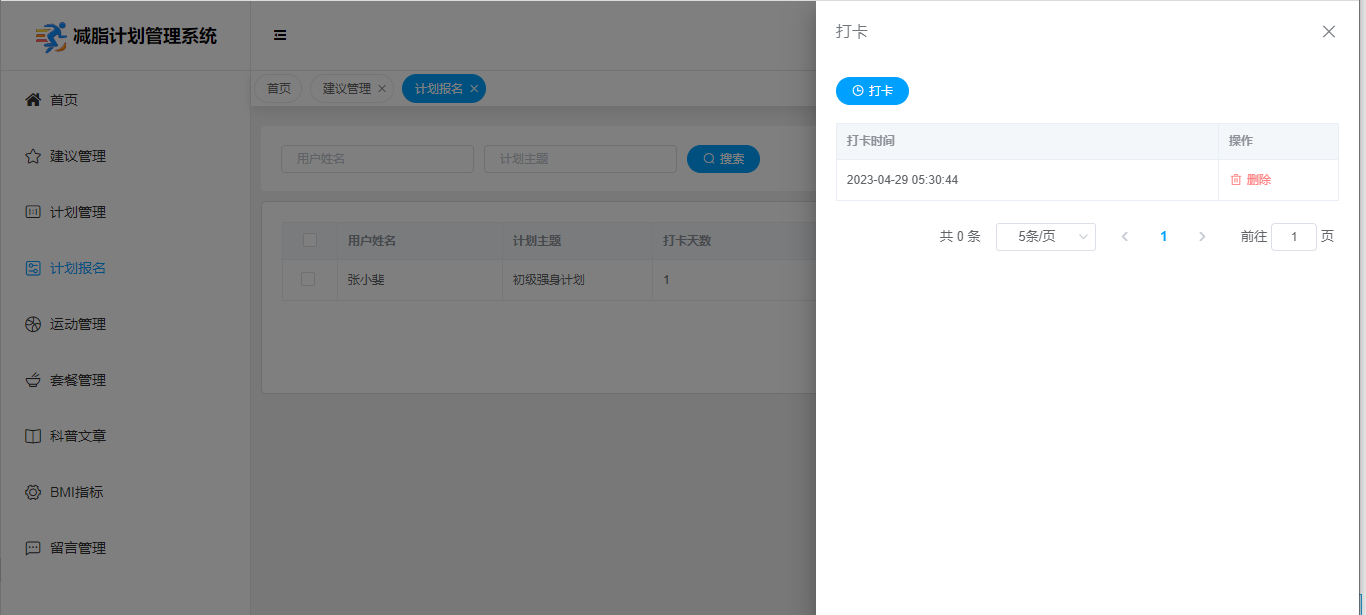 减脂计划管理系统
首页
建议管理
计划管理
计划报名
运动管理
套餐管理
科普文章
BMI指标
留言管理
首页 建议管理 计划报名
用户姓名 计划主题 搜索
用户姓名 计划主题 打卡天数
张小斐 初级强身计划 1
打卡
打卡
打卡时间 操作
2023-04-29 05:30:44 删除
共 0 条 5条/页 1 前往 1 页